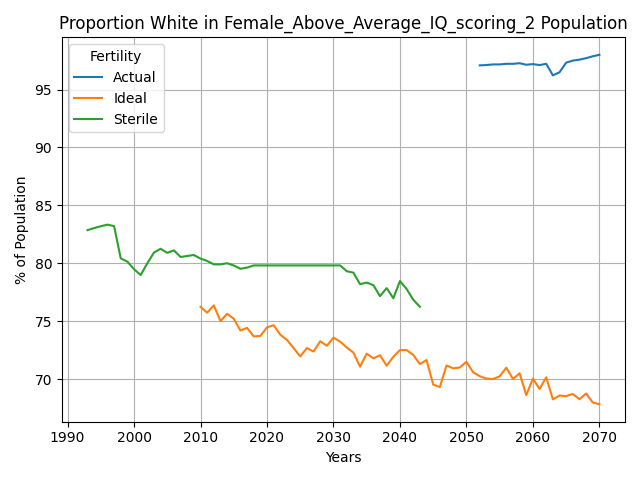 Proportion White in Female_Above_Average_IQ_scoring_2 Population
Fertility
Actual
Ideal
Sterile
% of Population
95
90
85
80
75
70
1990 2000 2010 2020 2030 2040 2050 2060 2070
Years